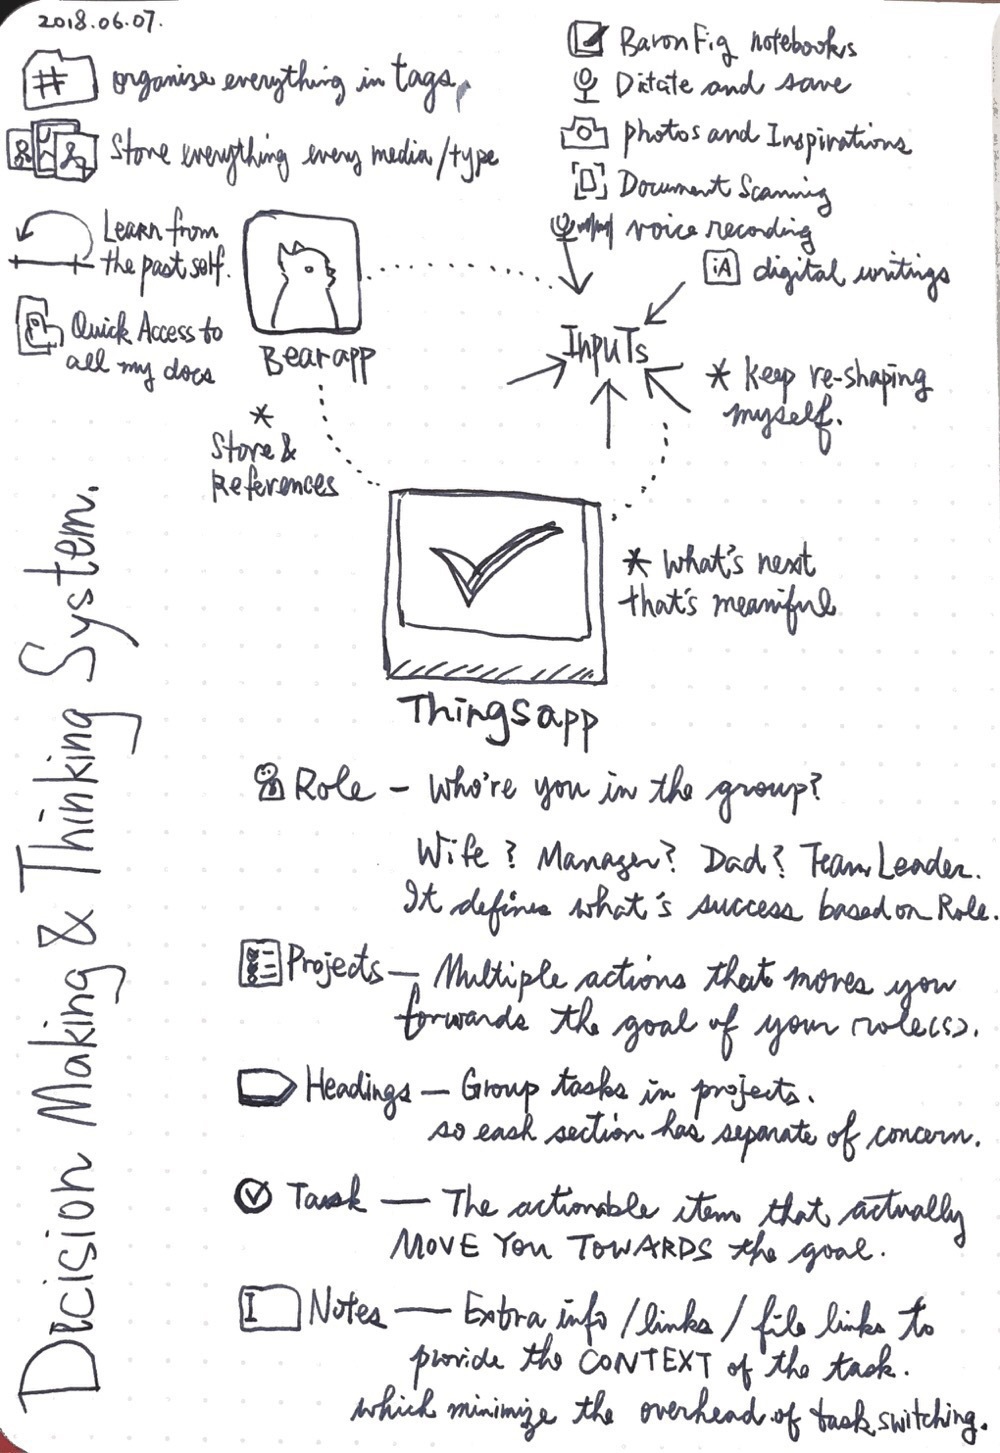 2018.06.07.
# organize everything in tags,
Store everything every media/type
Learn from
the past self.
Quick Access to
all my docs
Bearapp
*
Store &
References
BaronFig notebooks
Dictate and save
photos and Inspirations
Document Scanning
voice recording
iA digital writings
InpuTs
* Keep re-shaping
myself.
* What's next
that's meaniful
Thingsapp
Decision Making & Thinking System.
Role – Who're you in the group?
Wife? Manager? Dad? Team Leader.
It defines what's success based on Role.
Projects — Multiple actions that moves you
forwards the goal of your role(s).
Headings — Group tasks in projects.
so eash section has separate of concern.
Task — The actionable item that actually
MOVE YOU TOWARDS the goal.
I Notes — Extra info /links / file links to
provide the CONTEXT of the task.
which minimize the overhead of task switching.